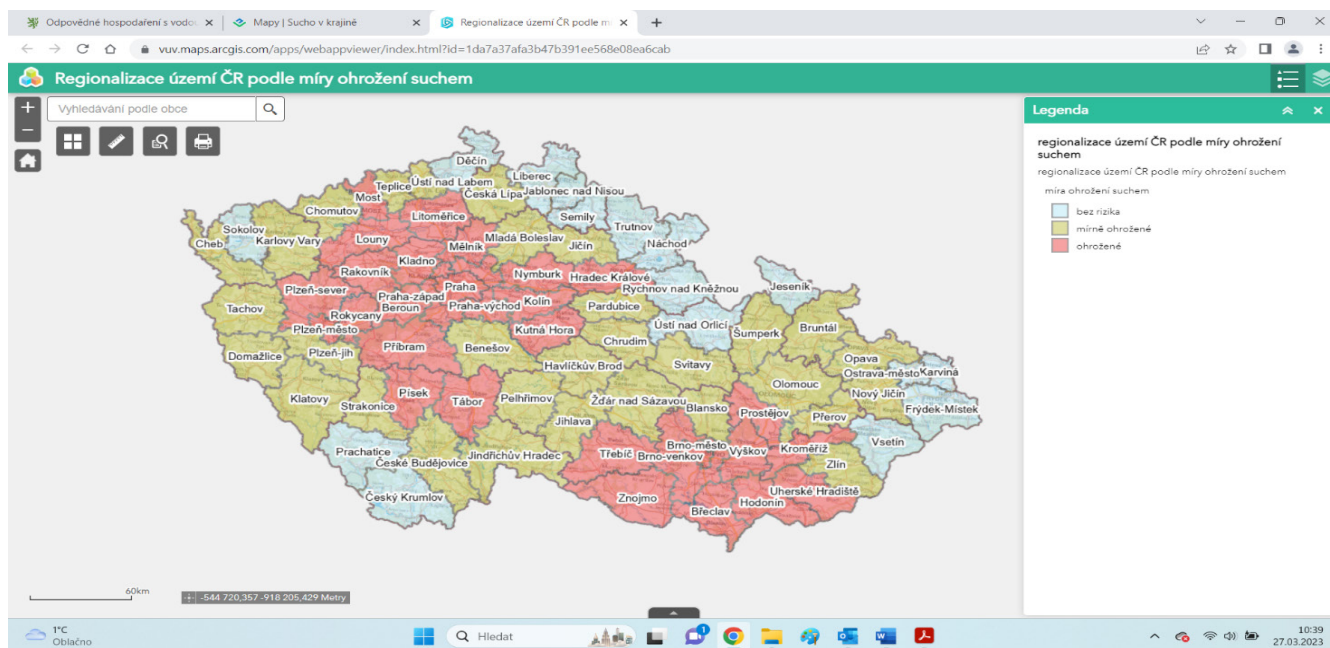 Odpovědné hospodaření s vodou
Mapy | Sucho v krajině
Regionalizace území ČR podle mí
vuv.maps.arcgis.com/apps/webappviewer/index.html?id=1da7a37afa3b47b391ee568e08ea6cab
Regionalizace území ČR podle míry ohrožení suchem
Vyhledávání podle obce
Legenda
regionalizace území ČR podle míry ohrožení
suchem
regionalizace území ČR podle míry ohrožení suchem
míra ohrožení suchem
bez rizika
mírně ohrožené
ohrožené
Děčín
Liberec
Teplice
Ústí nad Labem
Most
Česká Lípa
Jablonec nad Nisou
Chomutov
Litoměřice
Semily
Trutnov
Sokolov
Cheb
Karlovy Vary
Louny
Mělník
Mladá Boleslav
Jičín
Náchod
Kladno
Rakovník
Nymburk
Hradec Králové
Plzeň-sever
Praha
Rychnov nad Kněžnou
Jeseník
Praha-západ
Tachov
Beroun
Praha-východ
Kolín
Pardubice
Rokycany
Plzeň-město
Kutná Hora
Ústí nad Orlicí
Šumperk
Bruntál
Příbram
Benešov
Chrudim
Domažlice
Plzeň-jih
Havlíčkův Brod
Svitavy
Opava
Ostrava-město
Karviná
Olomouc
Klatovy
Písek
Strakonice
Tábor
Pelhřimov
Žďár nad Sázavou
Blansko
Prostějov
Přerov
Nový Jičín
Frýdek-Místek
Jihlava
Prachatice
České Budějovice
Jindřichův Hradec
Třebíč
Brno-město
Brno-venkov
Vyškov
Kroměříž
Vsetín
Zlín
Český Krumlov
Znojmo
Uherské Hradiště
Hodonín
Břeclav
60km
-544 720,357 -918 205,429 Metry
1°C
Oblačno
Hledat
10:39
27.03.2023